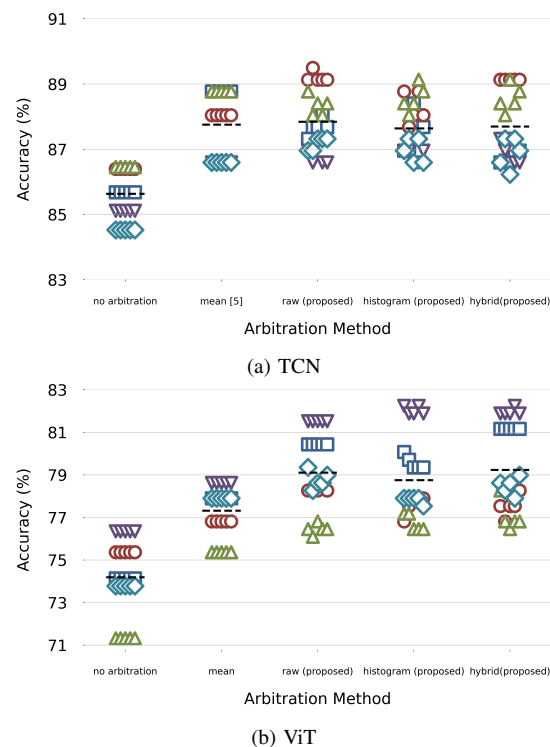 91
89
87
85
83
Accuracy (%)
no arbitration
mean [5]
raw (proposed)
histogram (proposed)
hybrid(proposed)
Arbitration Method
(a) TCN
83
81
79
77
75
73
71
Accuracy (%)
no arbitration
mean
raw (proposed)
histogram (proposed)
hybrid(proposed)
Arbitration Method
(b) ViT